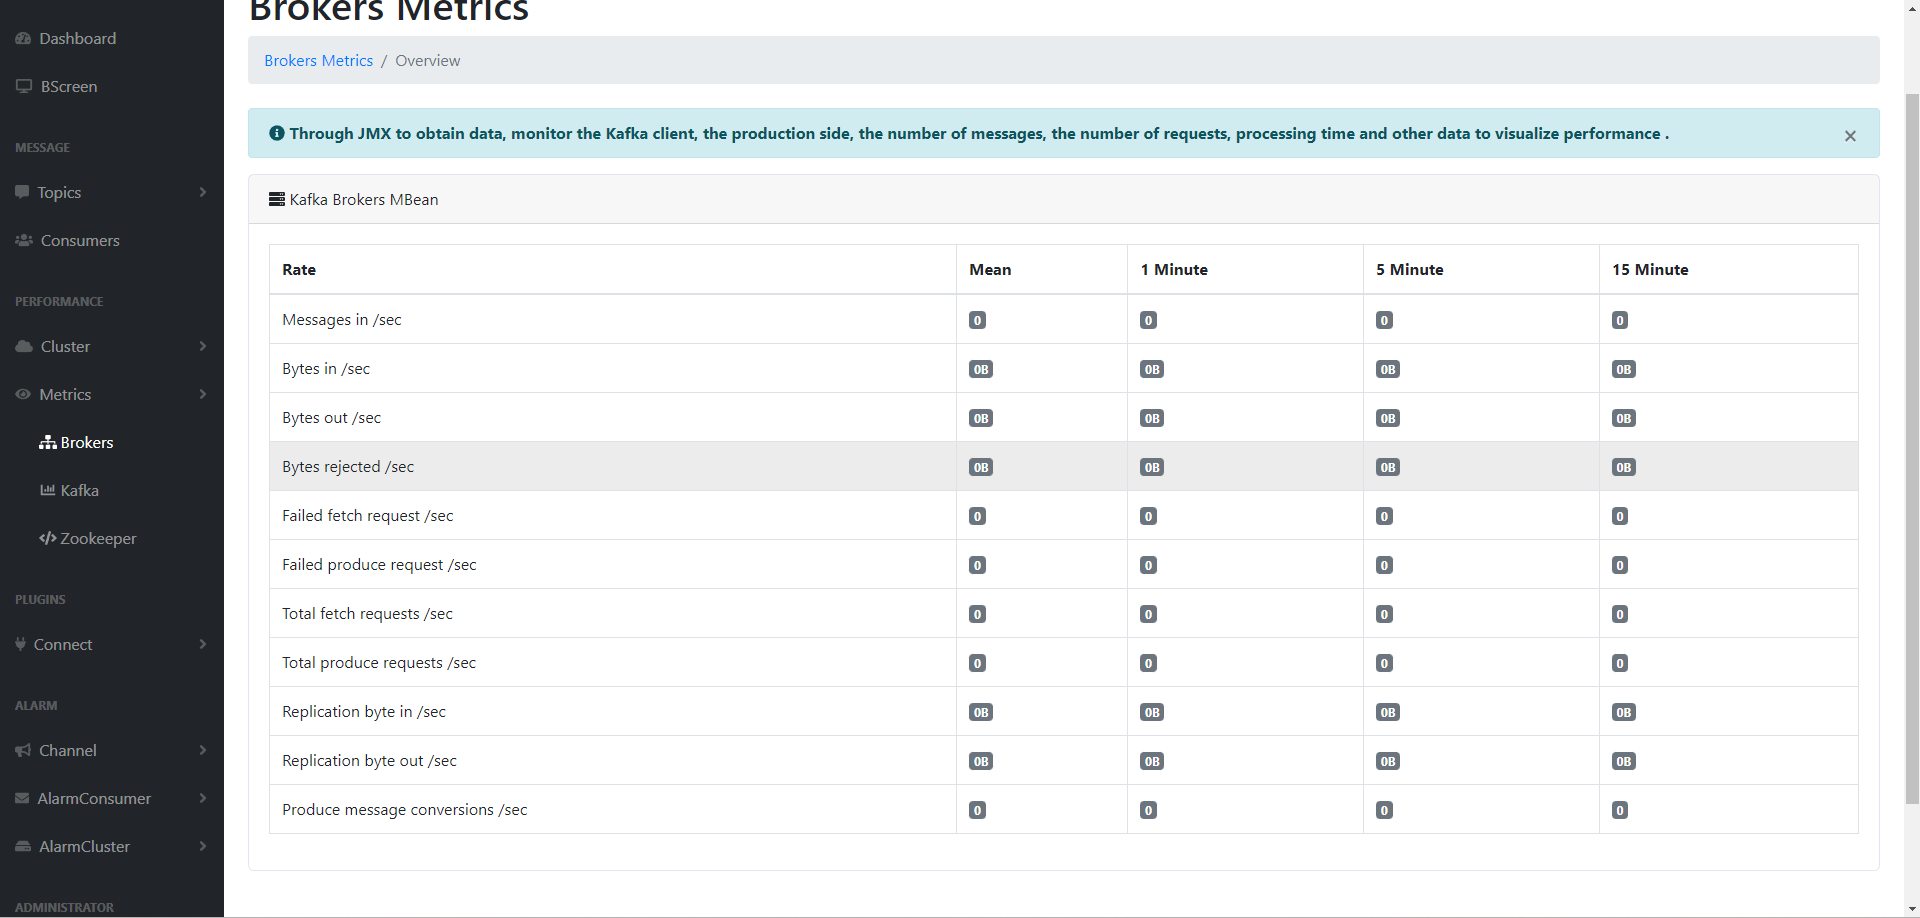 Dashboard
BScreen
MESSAGE
Topics
Consumers
PERFORMANCE
Cluster
Metrics
Brokers
Kafka
Zookeeper
PLUGINS
Connect
ALARM
Channel
AlarmConsumer
AlarmCluster
ADMINISTRATOR
Brokers Metrics
Brokers Metrics / Overview
Through JMX to obtain data, monitor the Kafka client, the production side, the number of messages, the number of requests, processing time and other data to visualize performance . ×
Kafka Brokers MBean
Rate Mean 1 Minute 5 Minute 15 Minute
Messages in /sec 0 0 0 0
Bytes in /sec 0B 0B 0B 0B
Bytes out /sec 0B 0B 0B 0B
Bytes rejected /sec 0B 0B 0B 0B
Failed fetch request /sec 0 0 0 0
Failed produce request /sec 0 0 0 0
Total fetch requests /sec 0 0 0 0
Total produce requests /sec 0 0 0 0
Replication byte in /sec 0B 0B 0B 0B
Replication byte out /sec 0B 0B 0B 0B
Produce message conversions /sec 0 0 0 0